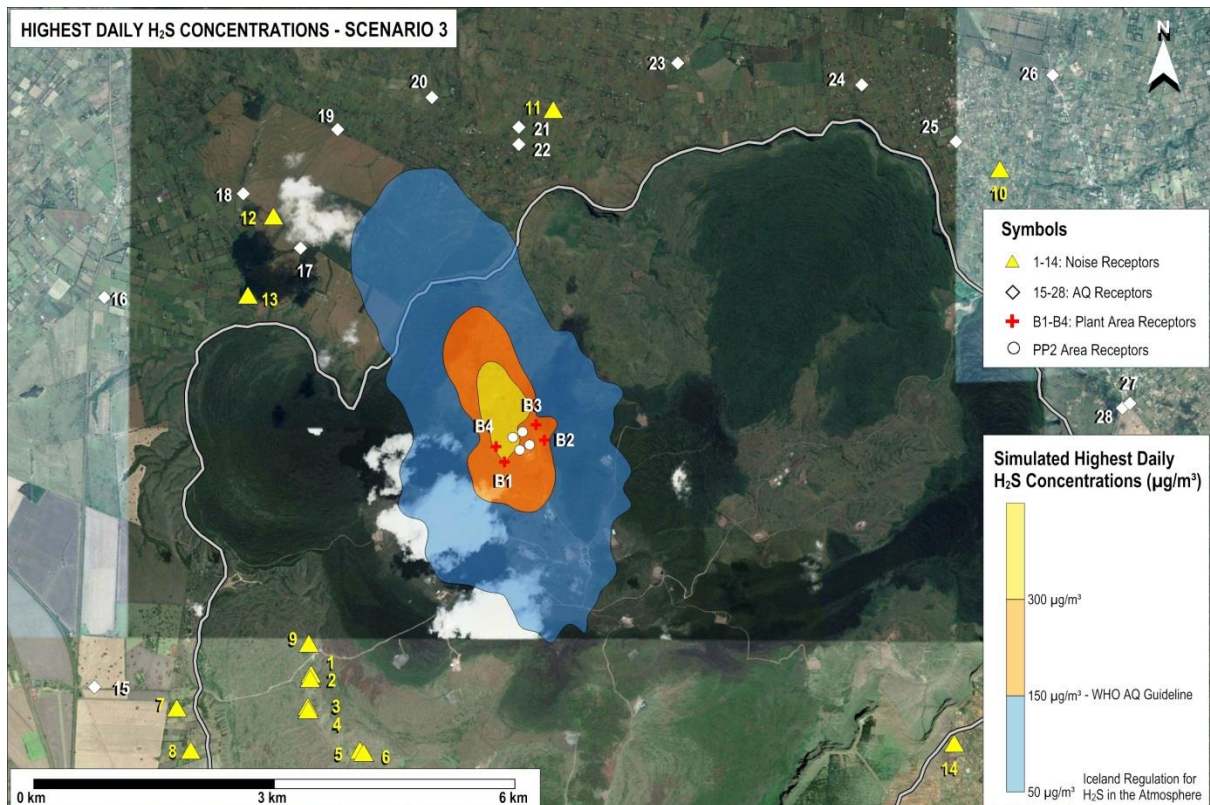 HIGHEST DAILY H₂S CONCENTRATIONS - SCENARIO 3
N
23
26
20
24
11
19
21
25
22
18
10
12
17
16
13
Symbols
1-14: Noise Receptors
15-28: AQ Receptors
B1-B4: Plant Area Receptors
PP2 Area Receptors
27
28
B3
B4
B2
B1
Simulated Highest Daily
H₂S Concentrations (µg/m³)
300 µg/m³
150 µg/m³ - WHO AQ Guideline
50 µg/m³
Iceland Regulation for
H₂S in the Atmosphere
9
1
2
15
7
3
4
8
5
6
14
0 km
3 km
6 km